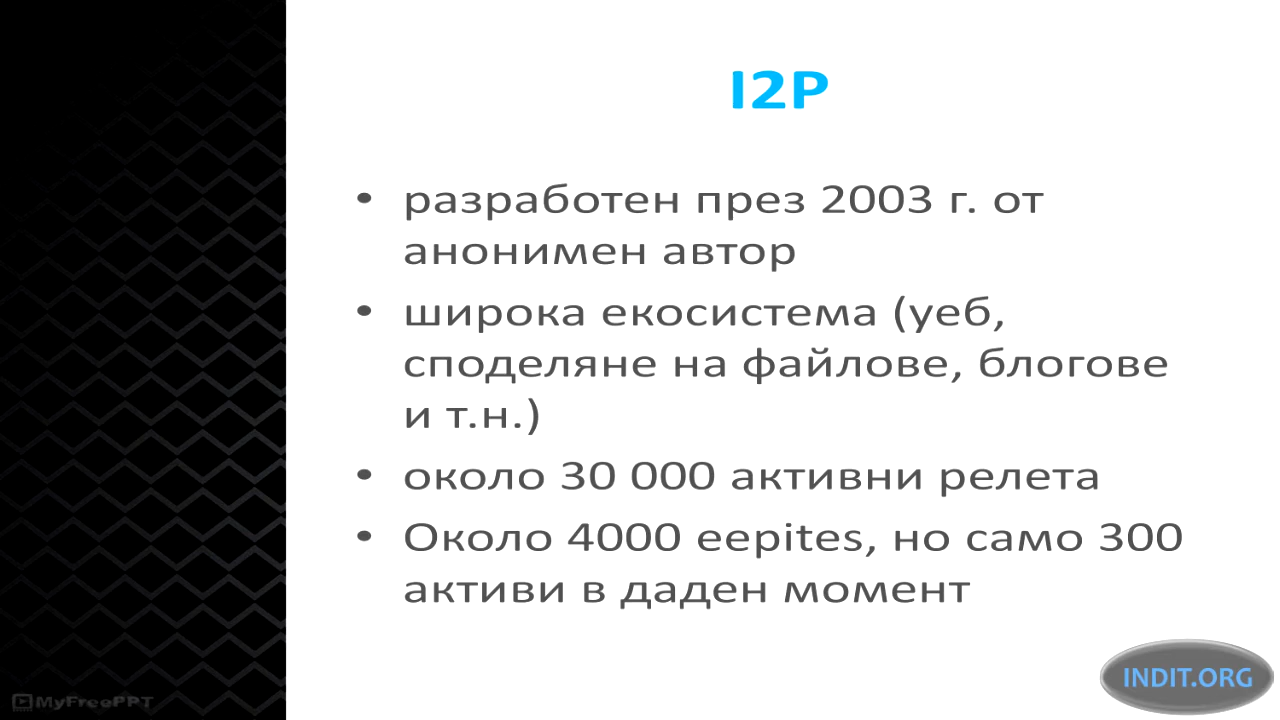 I2P
• разработен през 2003 г. от
анонимен автор
• широка екосистема (уеб,
споделяне на файлове, блогове
и т.н.)
• около 30 000 активни релета
• Около 4000 eepites, но само 300
активи в даден момент
INDIT.ORG
MyFreePPT